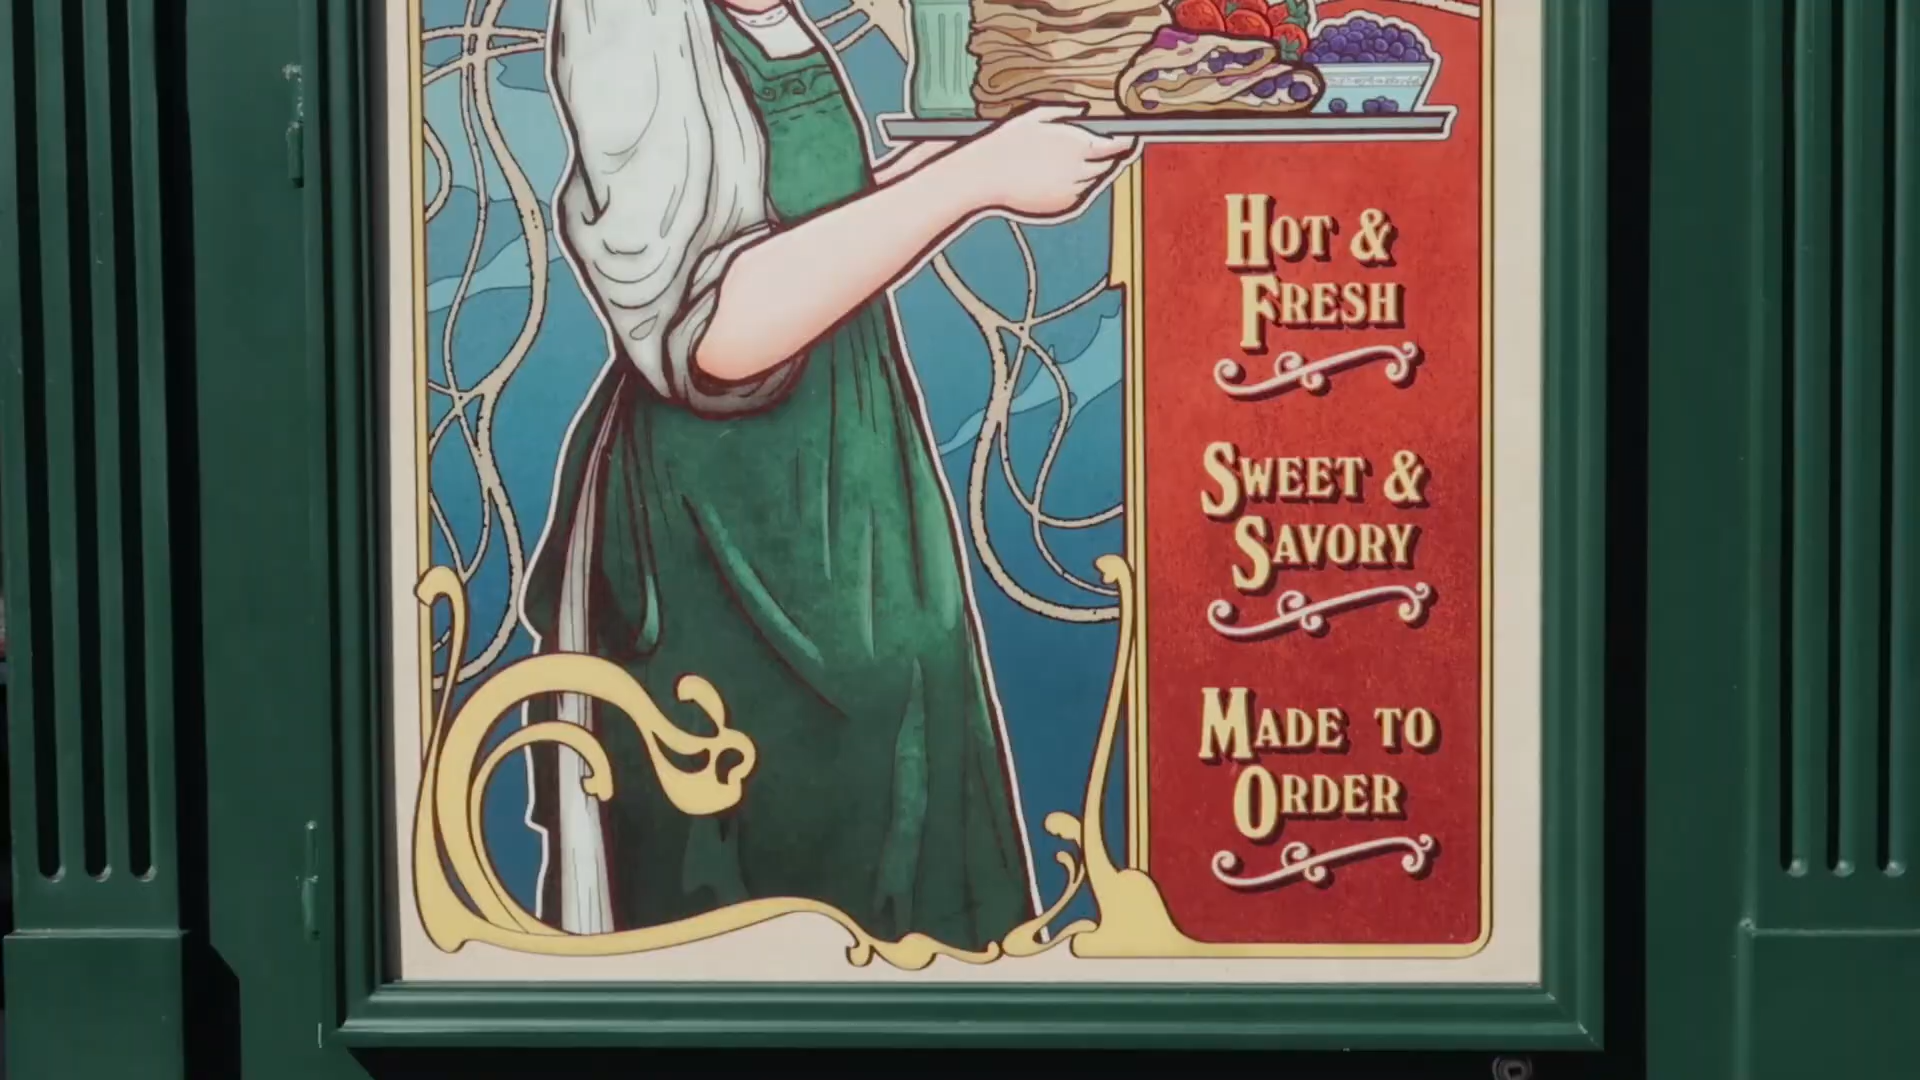 HOT &
FRESH
SWEET &
SAVORY
MADE TO
ORDER